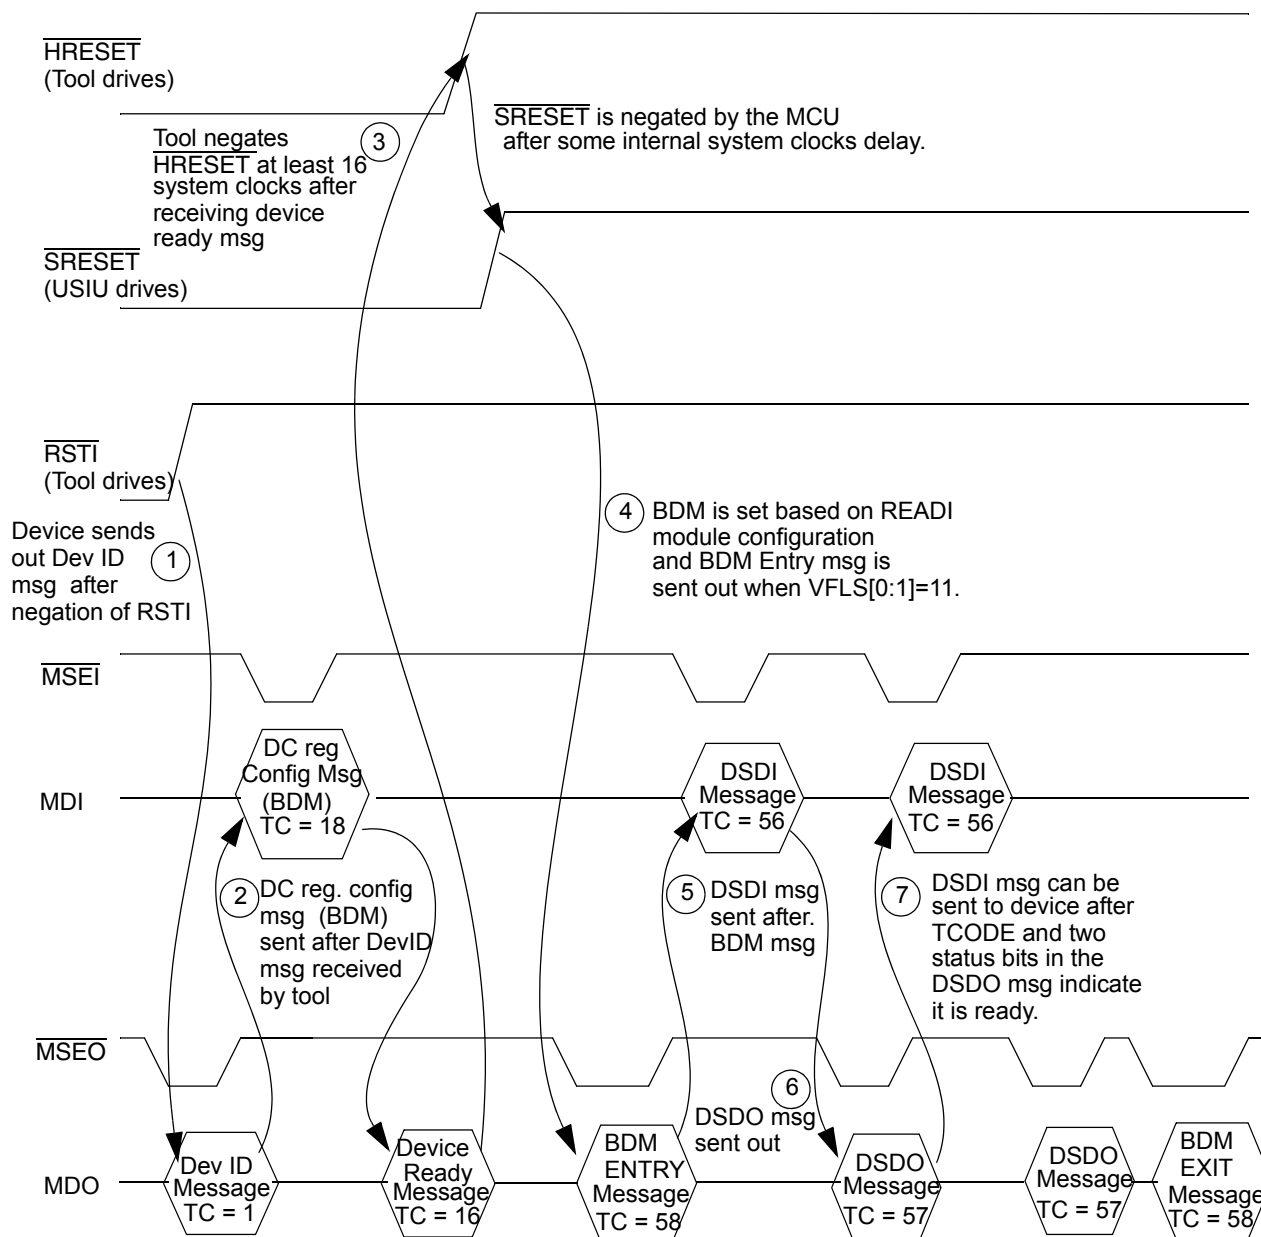 HRESET
(Tool drives)
Tool negates
HRESET at least 16
system clocks after
receiving device
ready msg
3
SRESET is negated by the MCU
after some internal system clocks delay.
SRESET
(USIU drives)
RSTI
(Tool drives)
Device sends
out Dev ID
msg after
negation of RSTI
1
4
BDM is set based on READI
module configuration
and BDM Entry msg is
sent out when VFLS[0:1]=11.
MSEI
MDI
DC reg
Config Msg
(BDM)
TC = 18
DSDI
Message
TC = 56
DSDI
Message
TC = 56
2
DC reg. config
msg (BDM)
sent after DevID
msg received
by tool
5
DSDI msg
sent after.
BDM msg
7
DSDI msg can be
sent to device after
TCODE and two
status bits in the
DSDO msg indicate
it is ready.
MSEO
6
DSDO msg
sent out
MDO
Dev ID
Message
TC = 1
Device
Ready
Message
TC = 16
BDM
ENTRY
Message
TC = 58
DSDO
Message
TC = 57
DSDO
Message
TC = 57
BDM
EXIT
Message
TC = 58